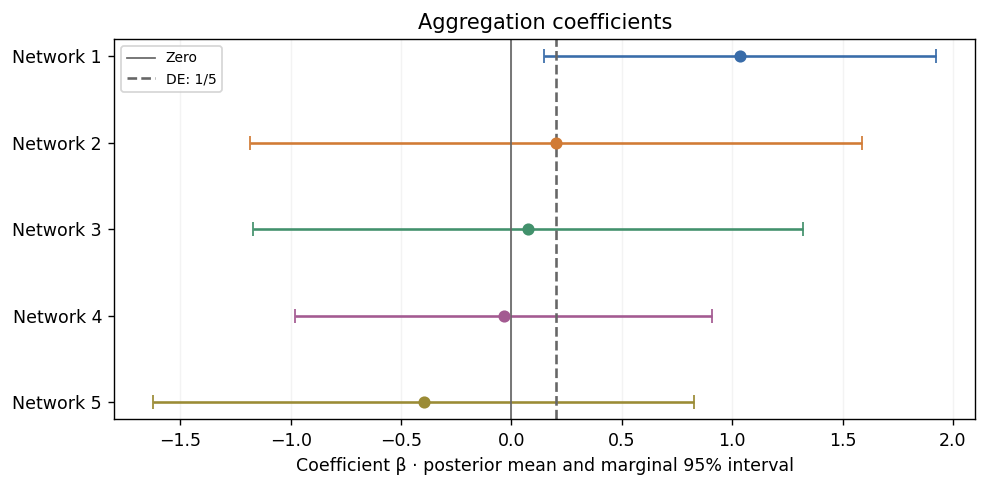 Aggregation coefficients
Zero
DE: 1/5
Network 1
Network 2
Network 3
Network 4
Network 5
−1.5 −1.0 −0.5 0.0 0.5 1.0 1.5 2.0
Coefficient β · posterior mean and marginal 95% interval